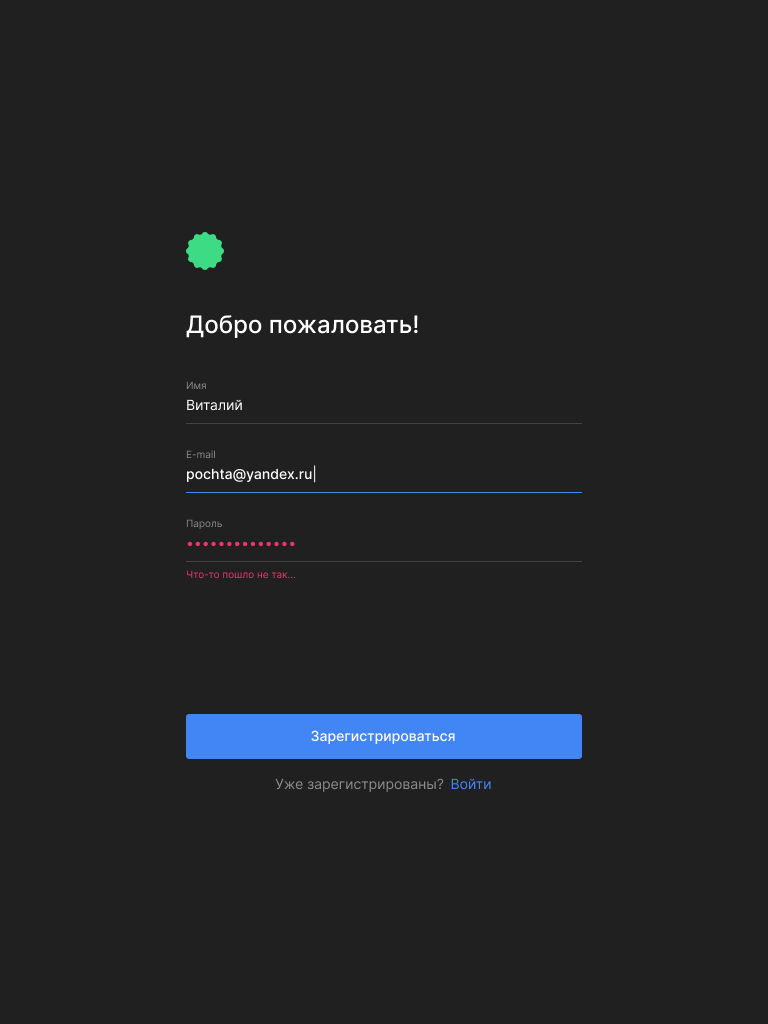 Добро пожаловать!
Имя
Виталий
E-mail
pochta@yandex.ru
Пароль
••••••••••••••
Что-то пошло не так...
Зарегистрироваться
Уже зарегистрированы? Войти